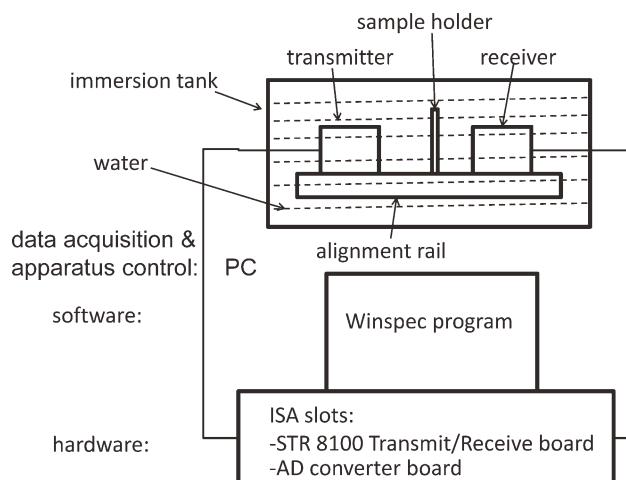 sample holder
transmitter
receiver
immersion tank
water
alignment rail
data acquisition &
apparatus control:
PC
software:
Winspec program
ISA slots:
-STR 8100 Transmit/Receive board
hardware:
-AD converter board